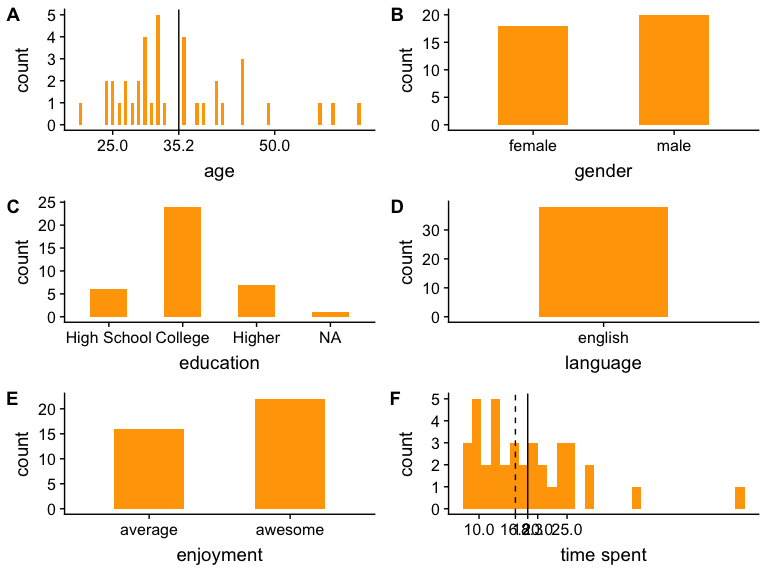 A
count
5
4
3
2
1
0
25.0
35.2
50.0
age
B
count
20
15
10
5
0
female
male
gender
C
count
25
20
15
10
5
0
High School
College
Higher
NA
education
D
count
30
20
10
0
english
language
E
count
20
15
10
5
0
average
awesome
enjoyment
F
count
5
4
3
2
1
0
10.0
25.0
time spent